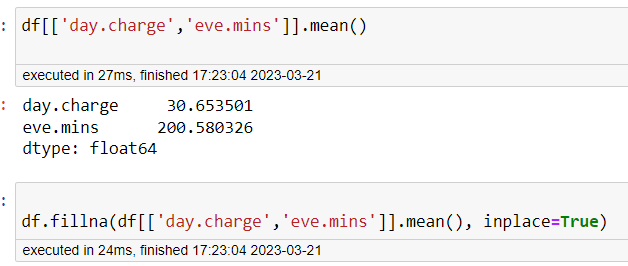 : df[['day.charge','eve.mins']].mean()
executed in 27ms, finished 17:23:04 2023-03-21
: day.charge     30.653501
eve.mins      200.580326
dtype: float64
:
df.fillna(df[['day.charge','eve.mins']].mean(), inplace=True)
executed in 24ms, finished 17:23:04 2023-03-21